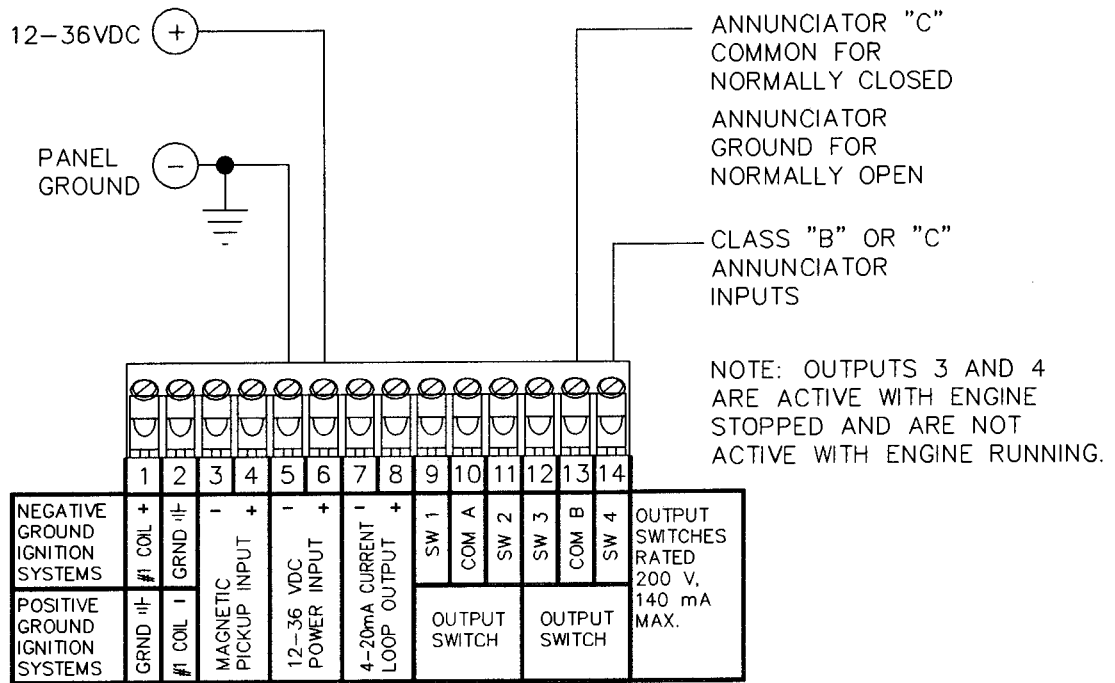 12-36VDC +
PANEL
GROUND
-
ANNUNCIATOR "C"
COMMON FOR
NORMALLY CLOSED
ANNUNCIATOR
GROUND FOR
NORMALLY OPEN
CLASS "B" OR "C"
ANNUNCIATOR
INPUTS
NOTE: OUTPUTS 3 AND 4
ARE ACTIVE WITH ENGINE
STOPPED AND ARE NOT
ACTIVE WITH ENGINE RUNNING.
1 2 3 4 5 6 7 8 9 10 11 12 13 14
NEGATIVE
GROUND
IGNITION
SYSTEMS
#1 COIL +
GRND
POSITIVE
GROUND
IGNITION
SYSTEMS
GRND
#1 COIL -
- +
MAGNETIC
PICKUP INPUT
- +
12-36 VDC
POWER INPUT
- +
4-20mA CURRENT
LOOP OUTPUT
SW 1
COM A
SW 2
OUTPUT
SWITCH
SW 3
COM B
SW 4
OUTPUT
SWITCH
OUTPUT
SWITCHES
RATED
200 V,
140 mA
MAX.